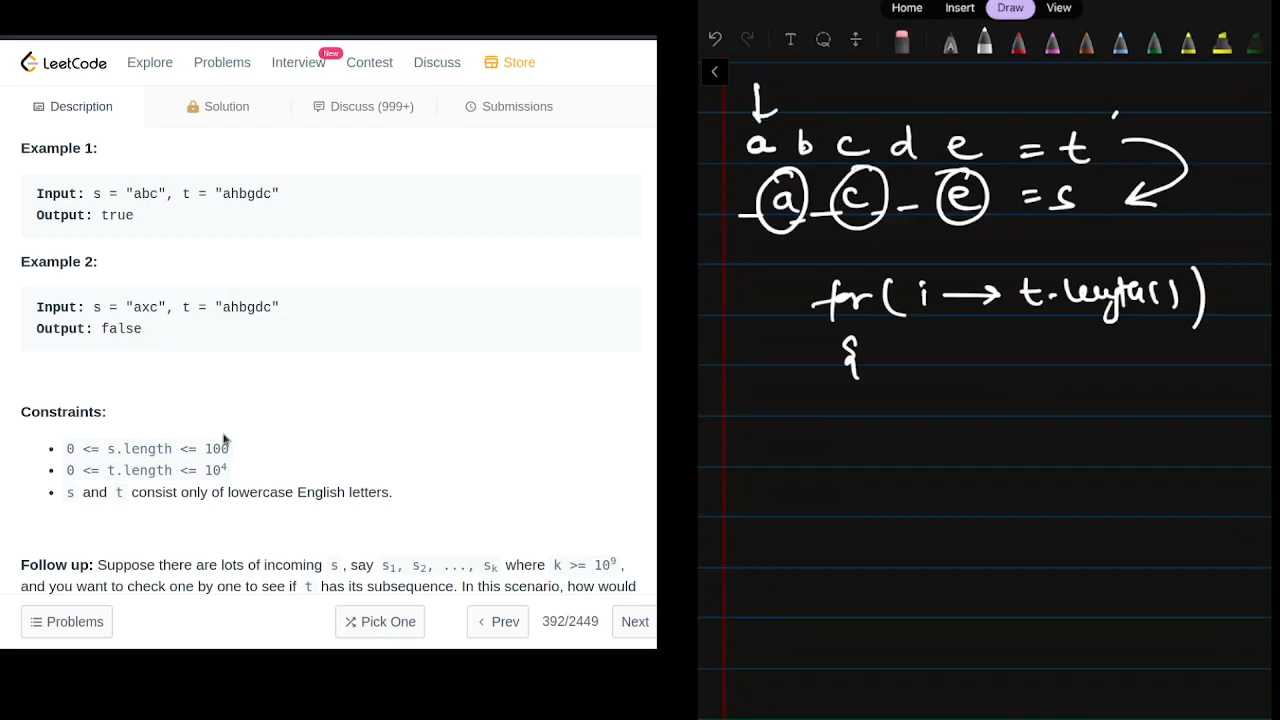 LeetCode Explore Problems Interview New Contest Discuss Store
Description Solution Discuss (999+) Submissions
Example 1:
Input: s = "abc", t = "ahbgdc"
Output: true
Example 2:
Input: s = "axc", t = "ahbgdc"
Output: false
Constraints:
• 0 <= s.length <= 100
• 0 <= t.length <= 10⁴
• s and t consist only of lowercase English letters.
Follow up: Suppose there are lots of incoming s, say s₁, s₂, ..., sₖ where k >= 10⁹,
and you want to check one by one to see if t has its subsequence. In this scenario, how would
Problems Pick One Prev 392/2449 Next
Home Insert Draw View
a b c d e = t
a c e = s
for( i → t.length())
{